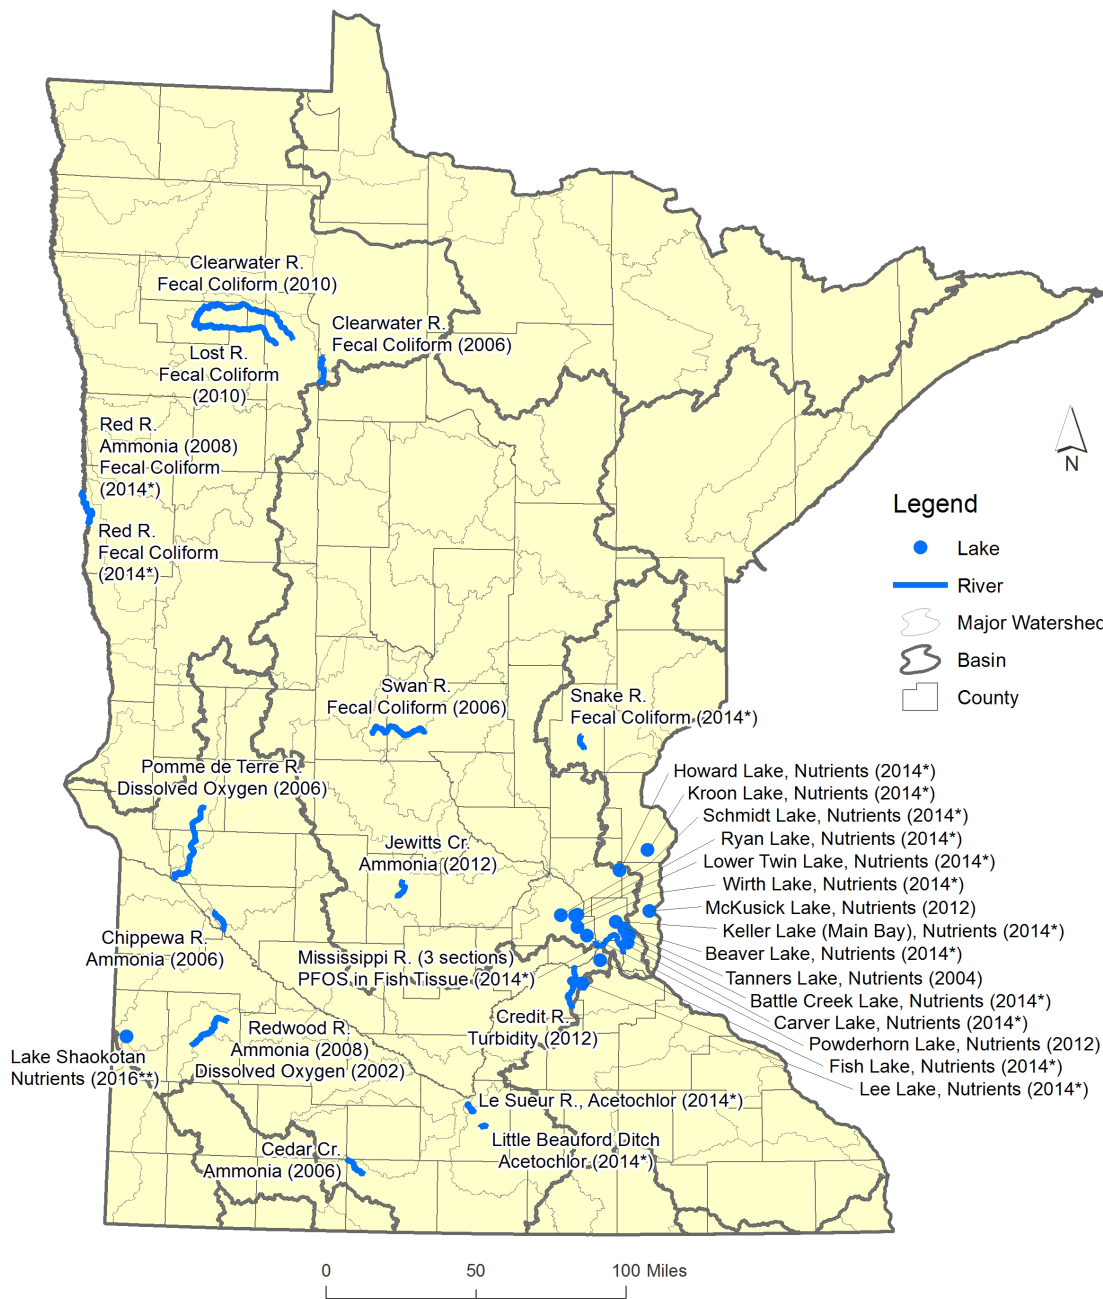 Clearwater R.
Fecal Coliform (2010)
Clearwater R.
Fecal Coliform (2006)
Lost R.
Fecal Coliform
(2010)
Red R.
Ammonia (2008)
Fecal Coliform
(2014*)
Red R.
Fecal Coliform
(2014*)
N
Legend
Lake
River
Major Watershed
Basin
County
Swan R.
Fecal Coliform (2006)
Snake R.
Fecal Coliform (2014*)
Pomme de Terre R.
Dissolved Oxygen (2006)
Howard Lake, Nutrients (2014*)
Kroon Lake, Nutrients (2014*)
Schmidt Lake, Nutrients (2014*)
Ryan Lake, Nutrients (2014*)
Lower Twin Lake, Nutrients (2014*)
Wirth Lake, Nutrients (2014*)
McKusick Lake, Nutrients (2012)
Keller Lake (Main Bay), Nutrients (2014*)
Beaver Lake, Nutrients (2014*)
Tanners Lake, Nutrients (2004)
Battle Creek Lake, Nutrients (2014*)
Carver Lake, Nutrients (2014*)
Powderhorn Lake, Nutrients (2012)
Fish Lake, Nutrients (2014*)
Lee Lake, Nutrients (2014*)
Jewitts Cr.
Ammonia (2012)
Chippewa R.
Ammonia (2006)
Mississippi R. (3 sections)
PFOS in Fish Tissue (2014*)
Credit R.
Turbidity (2012)
Redwood R.
Ammonia (2008)
Dissolved Oxygen (2002)
Lake Shaokotan
Nutrients (2016**)
Le Sueur R., Acetochlor (2014*)
Little Beauford Ditch
Acetochlor (2014*)
Cedar Cr.
Ammonia (2006)
0 50 100 Miles